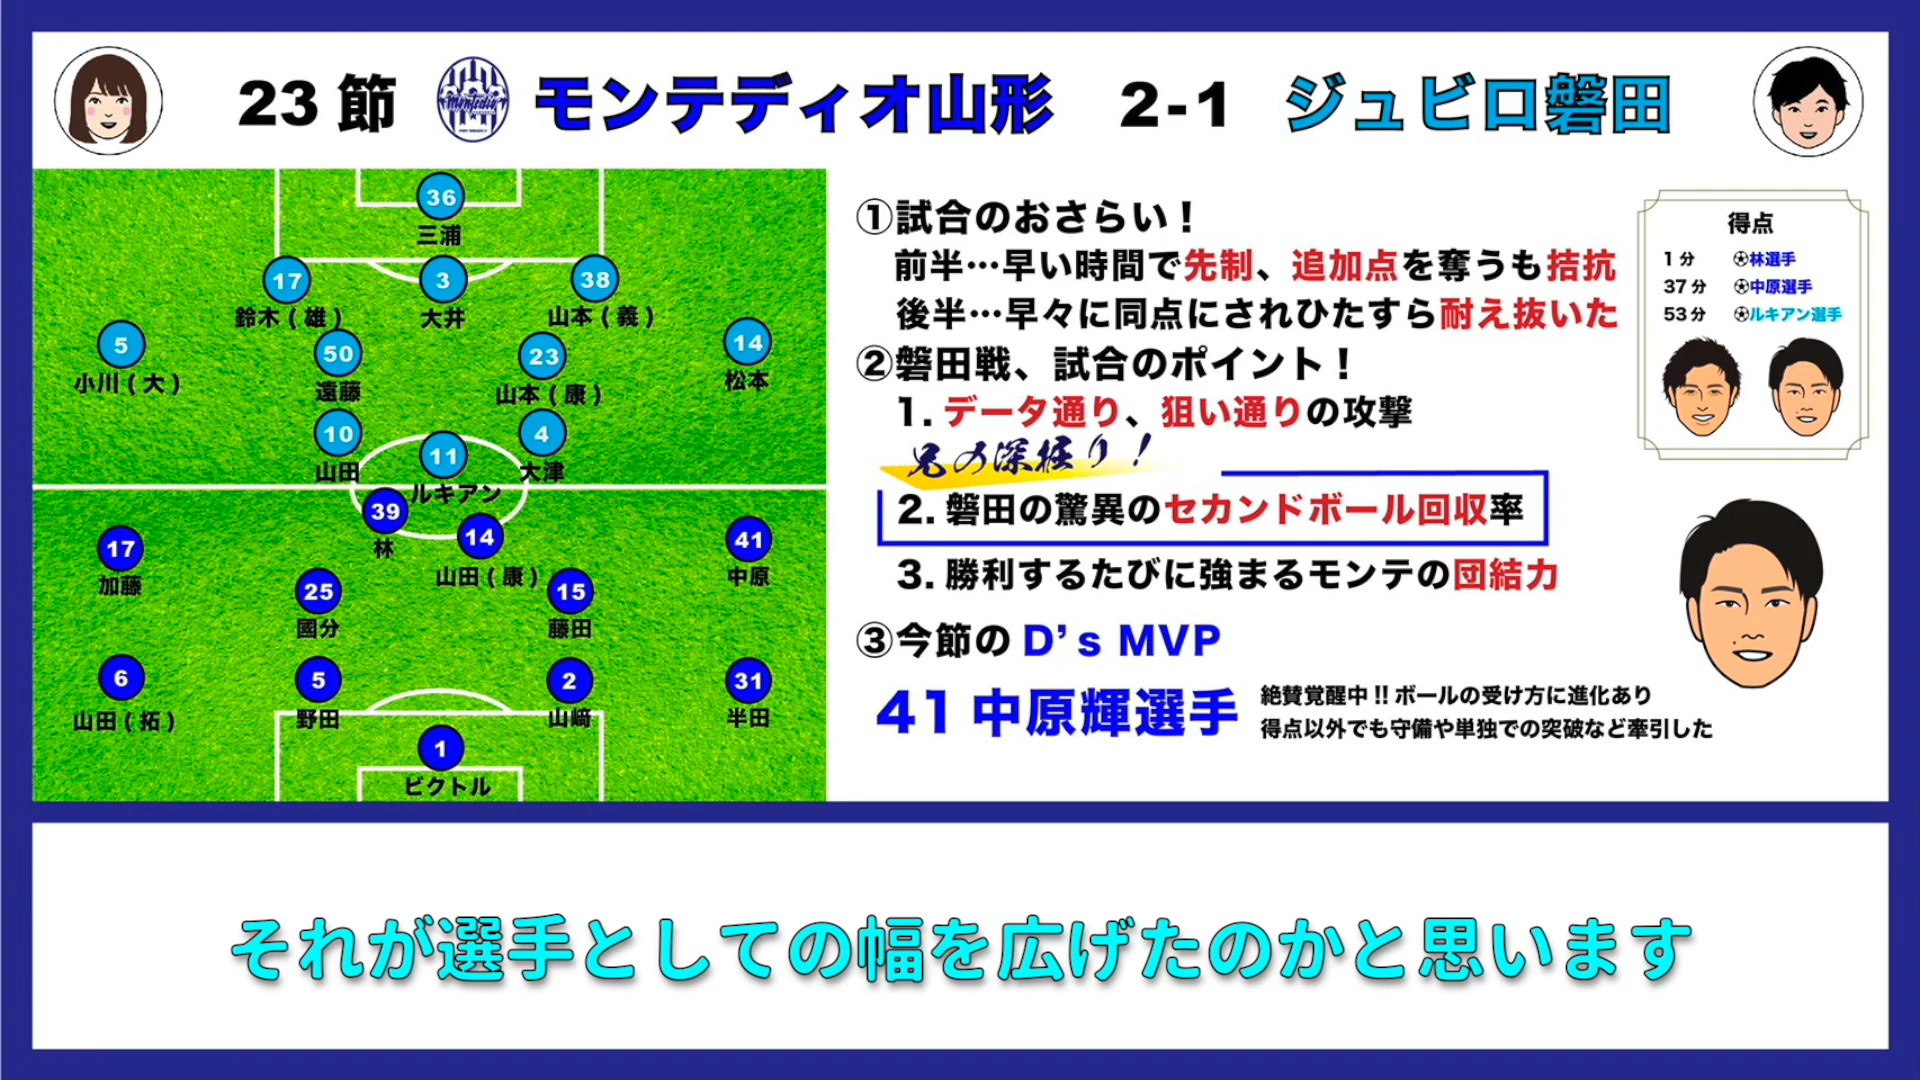 23 節 Montedio モンテディオ山形 2-1 ジュビロ磐田
36
三浦
17 3 38
鈴木(雄) 大井 山本(義)
5 50 23 14
小川(大) 遠藤 山本(康) 松本
10 11 4
山田 ルキアン 大津
39 14 41
林 山田(康) 中原
17
加藤
25 15
國分 藤田
6 5 2 31
山田(拓) 野田 山﨑 半田
1
ビクトル
①試合のおさらい!
前半…早い時間で先制、追加点を奪うも拮抗
後半…早々に同点にされひたすら耐え抜いた
②磐田戦、試合のポイント!
1. データ通り、狙い通りの攻撃
兄の深掘り!
2. 磐田の驚異のセカンドボール回収率
3. 勝利するたびに強まるモンテの団結力
③今節の D's MVP
41 中原輝選手
絶賛覚醒中!!ボールの受け方に進化あり
得点以外でも守備や単独での突破など牽引した
得点
1 分 ⚽林選手
37 分 ⚽中原選手
53 分 ⚽ルキアン選手
それが選手としての幅を広げたのかと思います